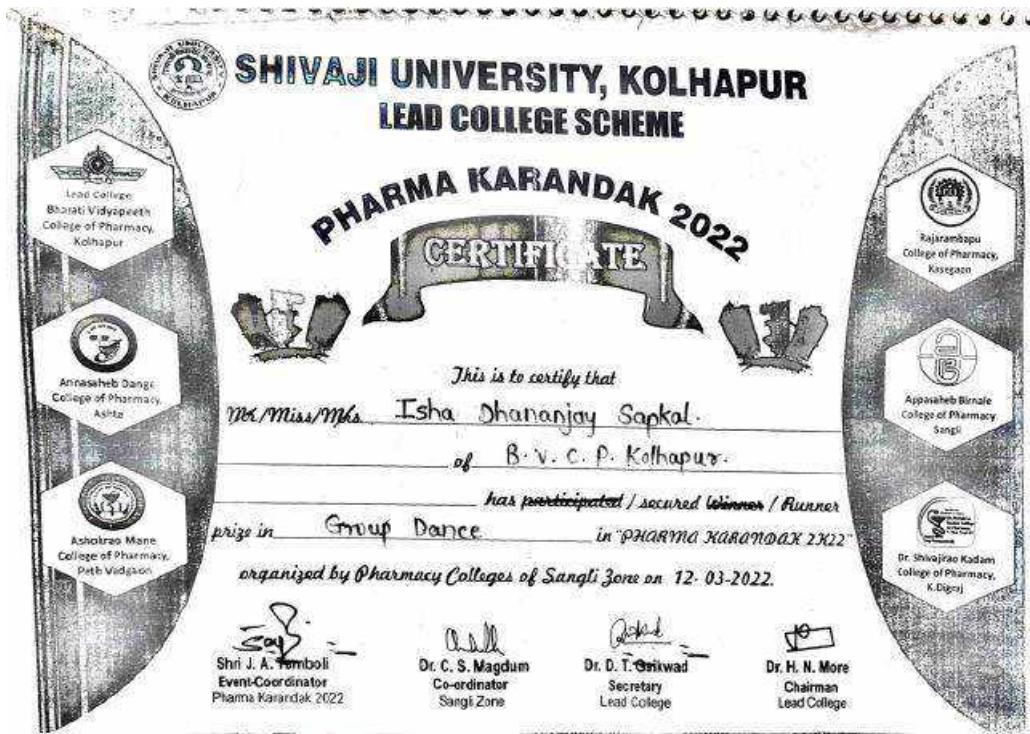 SHIVAJI UNIVERSITY, KOLHAPUR
LEAD COLLEGE SCHEME
PHARMA KARANDAK 2022
CERTIFICATE
Lead College
Bharati Vidyapeeth
College of Pharmacy,
Kolhapur
Annasaheb Dange
College of Pharmacy,
Ashta
Ashokrao Mane
College of Pharmacy,
Peth Vadgaon
Rajarambapu
College of Pharmacy,
Kasegaon
Appasaheb Birnale
College of Pharmacy
Sangli
Dr. Shivajirao Kadam
College of Pharmacy,
K.Digraj
This is to certify that
Mr./Miss/Mrs. Isha Dhananjay Sapkal.
of B. V. C. P. Kolhapur.
has participated / secured Winner / Runner
prize in Group Dance in "PHARMA KARANDAK 2K22"
organized by Pharmacy Colleges of Sangli Zone on 12-03-2022.
Shri J. A. Tamboli
Event-Coordinator
Pharma Karandak 2022
Dr. C. S. Magdum
Co-ordinator
Sangli Zone
Dr. D. T. Gaikwad
Secretary
Lead College
Dr. H. N. More
Chairman
Lead College